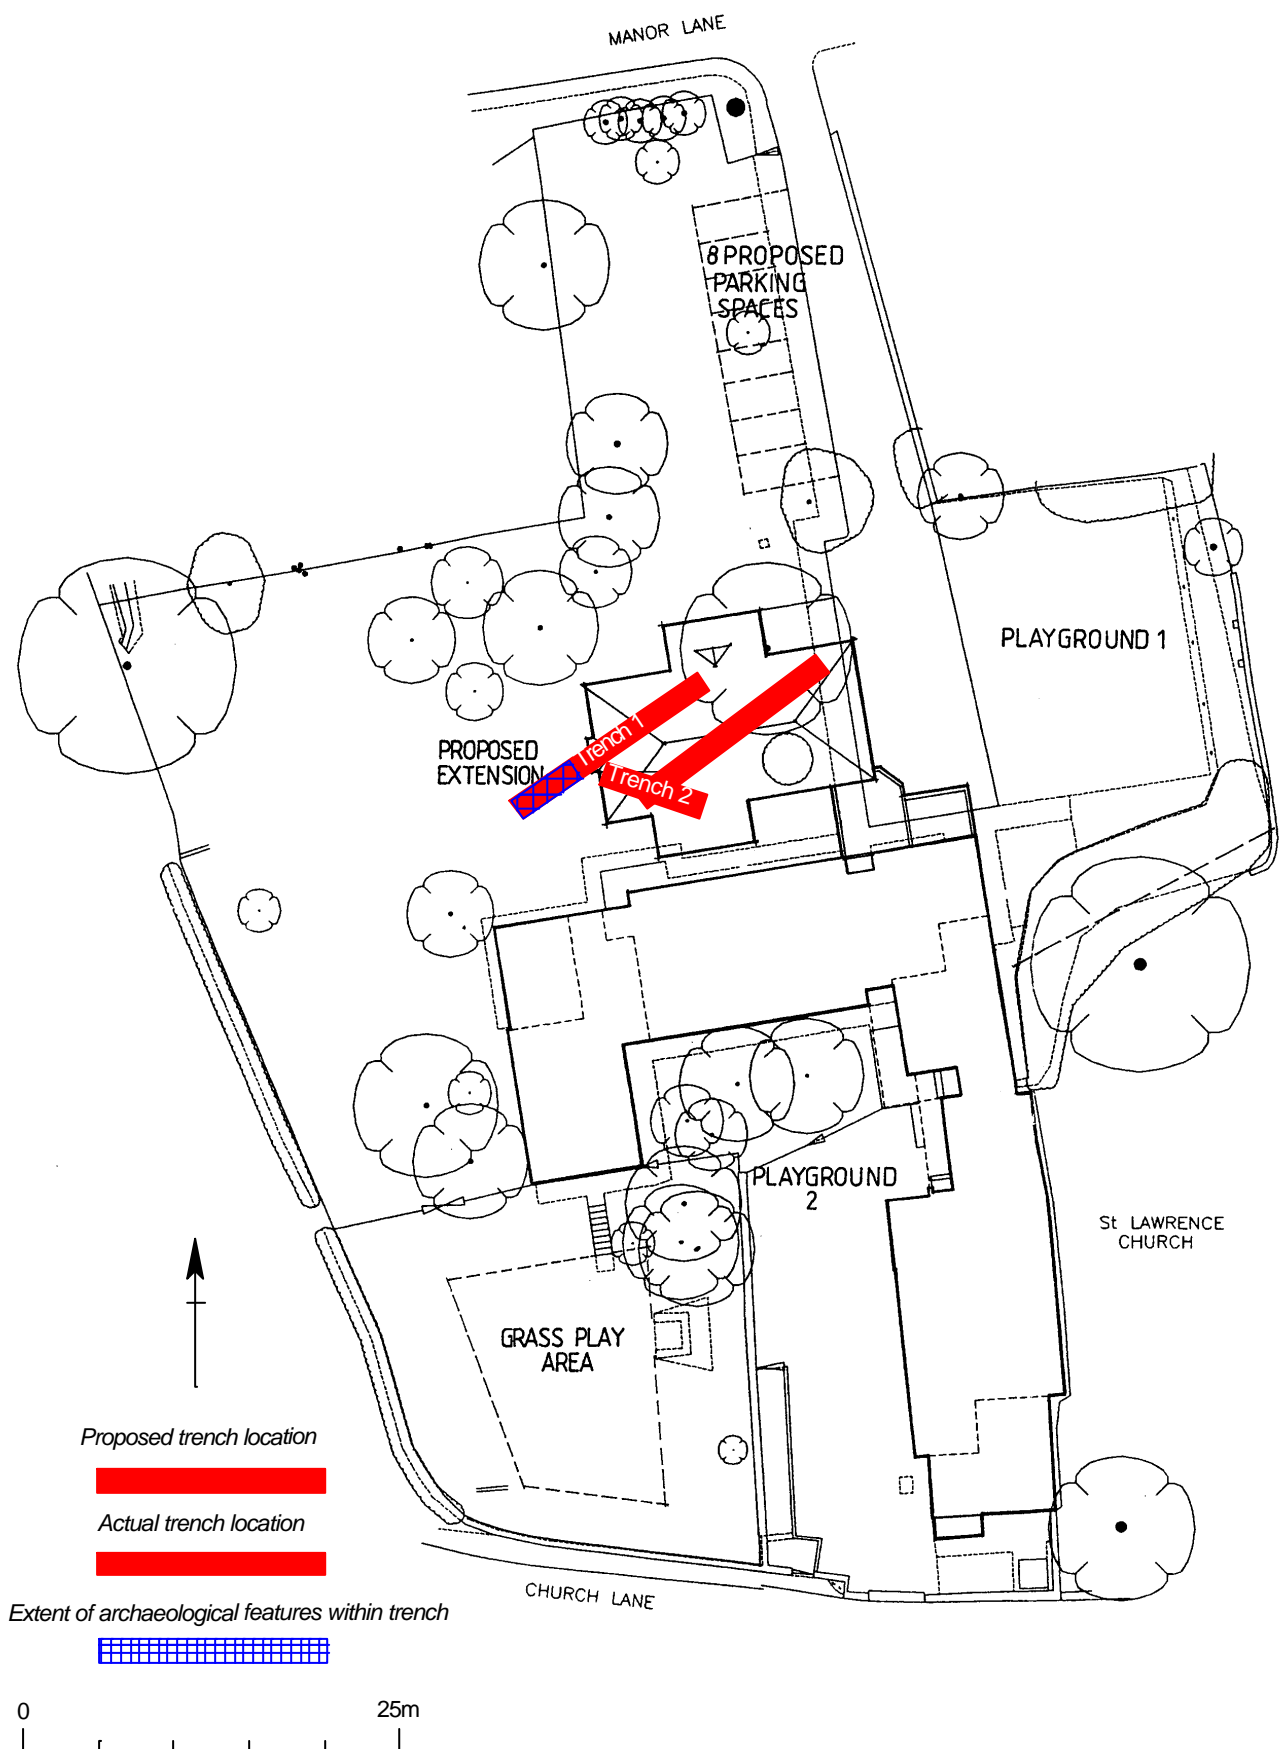 MANOR LANE
8 PROPOSED
PARKING
SPACES
PLAYGROUND 1
PROPOSED
EXTENSION
Trench 1
Trench 2
PLAYGROUND
2
St LAWRENCE
CHURCH
GRASS PLAY
AREA
Proposed trench location
Actual trench location
Extent of archaeological features within trench
CHURCH LANE
0
25m